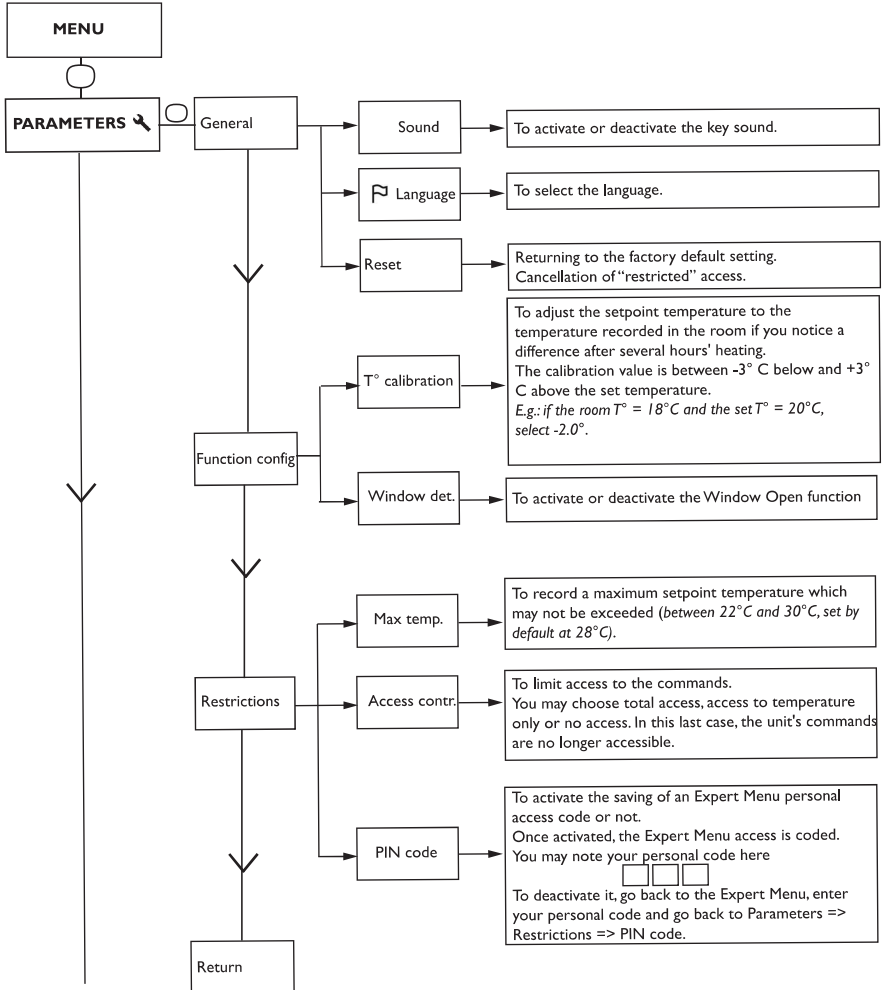 MENU
PARAMETERS
General
Sound
To activate or deactivate the key sound.
Language
To select the language.
Reset
Returning to the factory default setting.
Cancellation of “restricted” access.
T° calibration
To adjust the setpoint temperature to the
temperature recorded in the room if you notice a
difference after several hours' heating.
The calibration value is between -3° C below and +3°
C above the set temperature.
E.g.: if the room T° = 18°C and the set T° = 20°C,
select -2.0°.
Function config
Window det.
To activate or deactivate the Window Open function
Restrictions
Max temp.
To record a maximum setpoint temperature which
may not be exceeded (between 22°C and 30°C, set by
default at 28°C).
Access contr.
To limit access to the commands.
You may choose total access, access to temperature
only or no access. In this last case, the unit's commands
are no longer accessible.
PIN code
To activate the saving of an Expert Menu personal
access code or not.
Once activated, the Expert Menu access is coded.
You may note your personal code here
To deactivate it, go back to the Expert Menu, enter
your personal code and go back to Parameters =>
Restrictions => PIN code.
Return